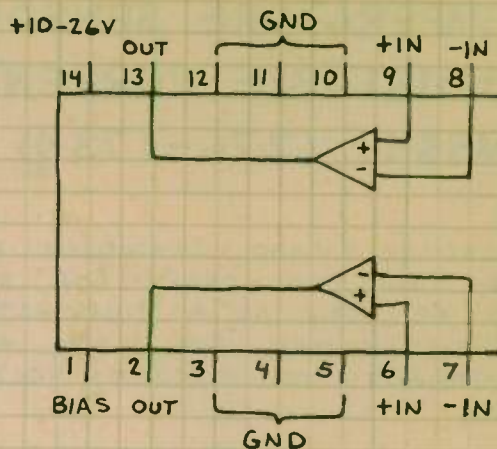 GND
+10-26V OUT +IN -IN
14 13 12 11 10 9 8
+
-
-
+
1 2 3 4 5 6 7
BIAS OUT +IN -IN
GND